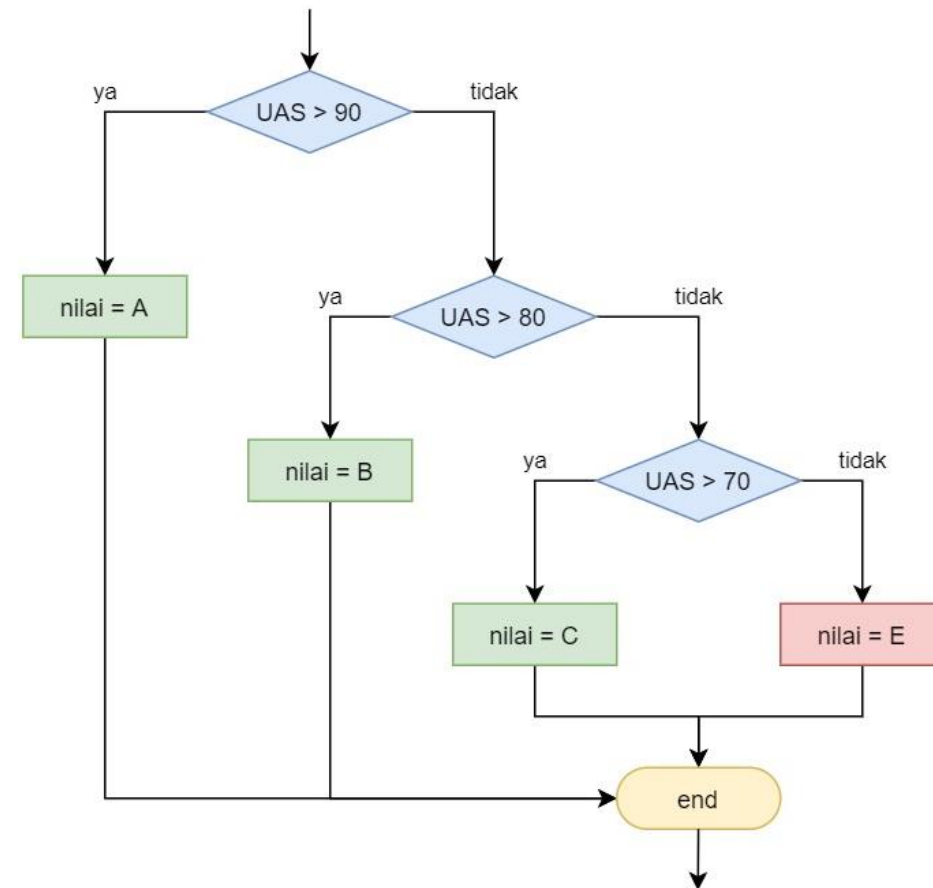 ya
UAS > 90
tidak
nilai = A
ya
UAS > 80
tidak
nilai = B
ya
UAS > 70
tidak
nilai = C
nilai = E
end